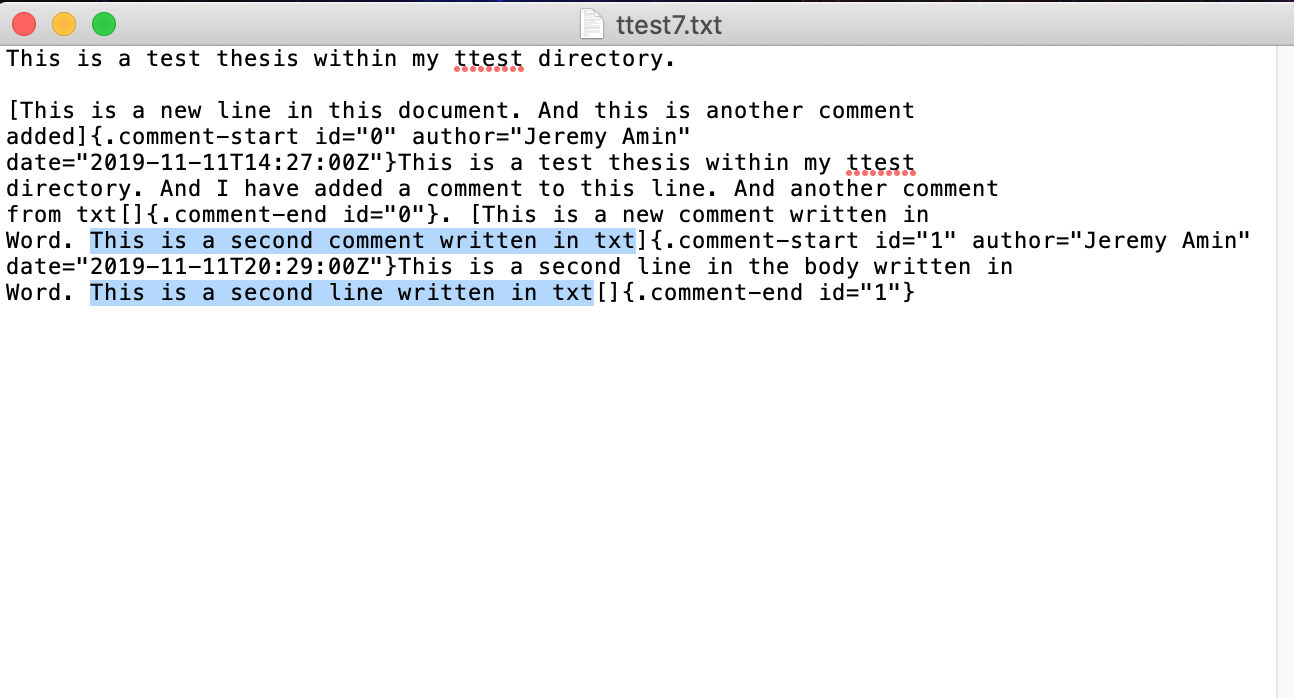 ttest7.txt
This is a test thesis within my ttest directory.
[This is a new line in this document. And this is another comment
added]{.comment-start id="0" author="Jeremy Amin"
date="2019-11-11T14:27:00Z"}This is a test thesis within my ttest
directory. And I have added a comment to this line. And another comment
from txt[]{.comment-end id="0"}. [This is a new comment written in
Word. This is a second comment written in txt]{.comment-start id="1" author="Jeremy Amin"
date="2019-11-11T20:29:00Z"}This is a second line in the body written in
Word. This is a second line written in txt[]{.comment-end id="1"}